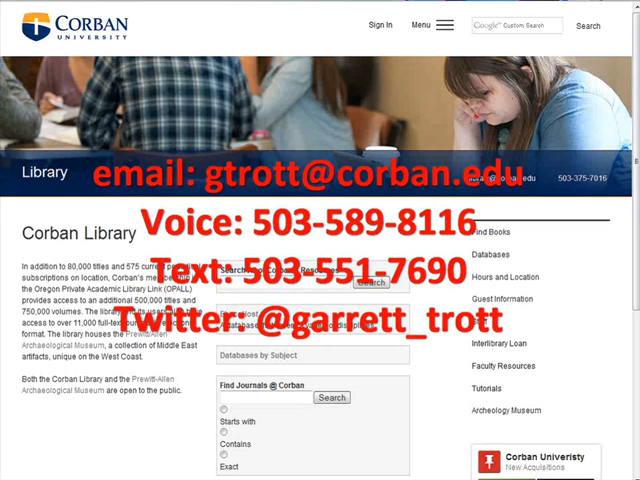 CORBAN
UNIVERSITY
Sign In
Menu
Google Custom Search
Search
Library
503-375-7016
email: gtrott@corban.edu
Voice: 503-589-8116
Text: 503-551-7690
Twitter: @garrett_trott
Corban Library
In addition to 80,000 titles and 575 current
subscriptions on location, Corban's
Oregon Private Academic Library Link (OPALL)
provides access to an additional 500,000 titles and
750,000 volumes. The library
access to over 11,000 full-text
format. The library houses the Prewitt-Allen
Archaeological Museum, a collection of Middle East
artifacts, unique on the West Coast.
Both the Corban Library and the Prewitt-Allen
Archaeological Museum are open to the public.
Search
Search
Databases by Subject
Find Journals @ Corban
Search
Starts with
Contains
Exact
Find Books
Databases
Hours and Location
Guest Information
Interlibrary Loan
Faculty Resources
Tutorials
Archeology Museum
Corban Univeristy
New Acquisitions